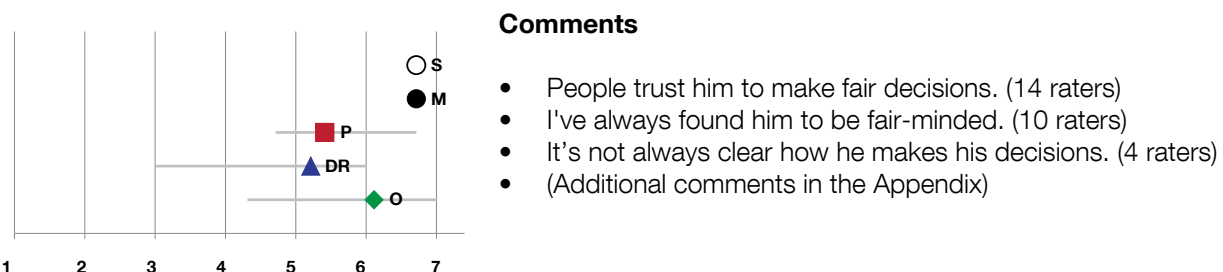 Comments
S
M
P
DR
O
1 2 3 4 5 6 7
• People trust him to make fair decisions. (14 raters)
• I've always found him to be fair-minded. (10 raters)
• It’s not always clear how he makes his decisions. (4 raters)
• (Additional comments in the Appendix)